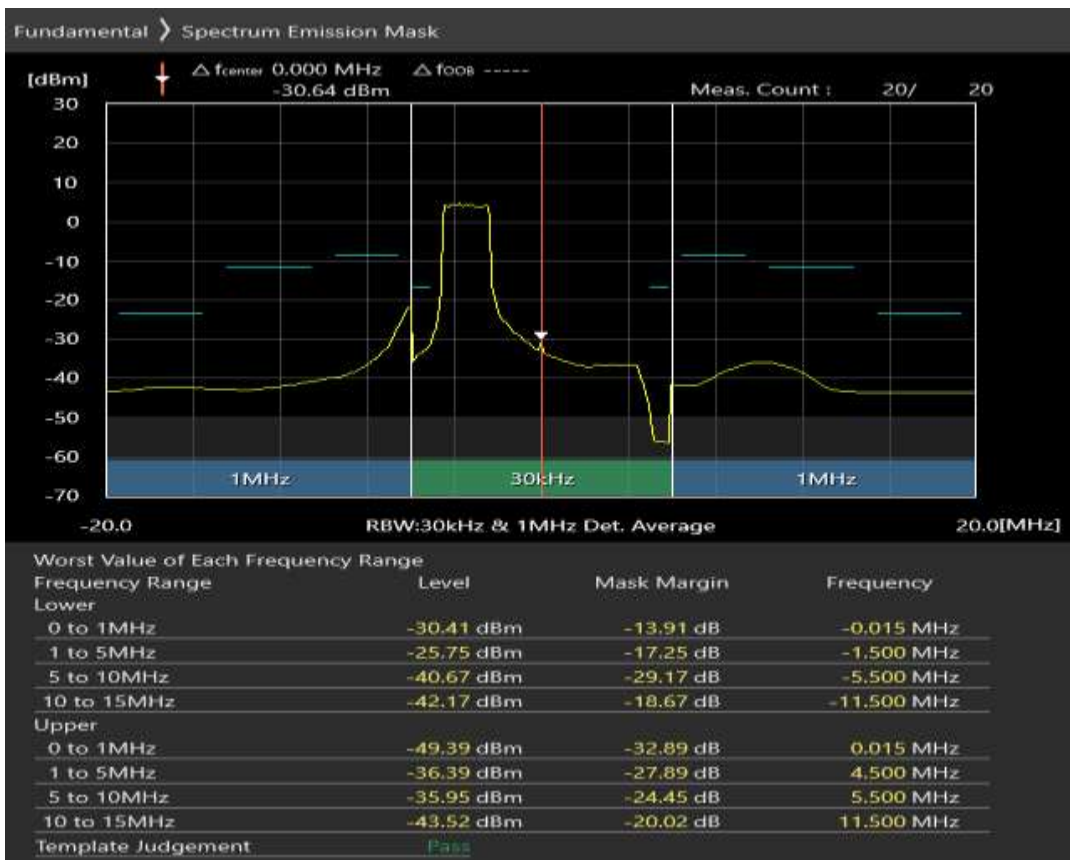 Fundamental ❯ Spectrum Emission Mask
[dBm] △ fcenter 0.000 MHz △ fOOB -----
-30.64 dBm Meas. Count : 20/ 20
30
20
10
0
-10
-20
-30
-40
-50
-60
1MHz 30kHz 1MHz
-70
-20.0 RBW:30kHz & 1MHz Det. Average 20.0[MHz]
Worst Value of Each Frequency Range
Frequency Range Level Mask Margin Frequency
Lower
0 to 1MHz -30.41 dBm -13.91 dB -0.015 MHz
1 to 5MHz -25.75 dBm -17.25 dB -1.500 MHz
5 to 10MHz -40.67 dBm -29.17 dB -5.500 MHz
10 to 15MHz -42.17 dBm -18.67 dB -11.500 MHz
Upper
0 to 1MHz -49.39 dBm -32.89 dB 0.015 MHz
1 to 5MHz -36.39 dBm -27.89 dB 4.500 MHz
5 to 10MHz -35.95 dBm -24.45 dB 5.500 MHz
10 to 15MHz -43.52 dBm -20.02 dB 11.500 MHz
Template Judgement Pass